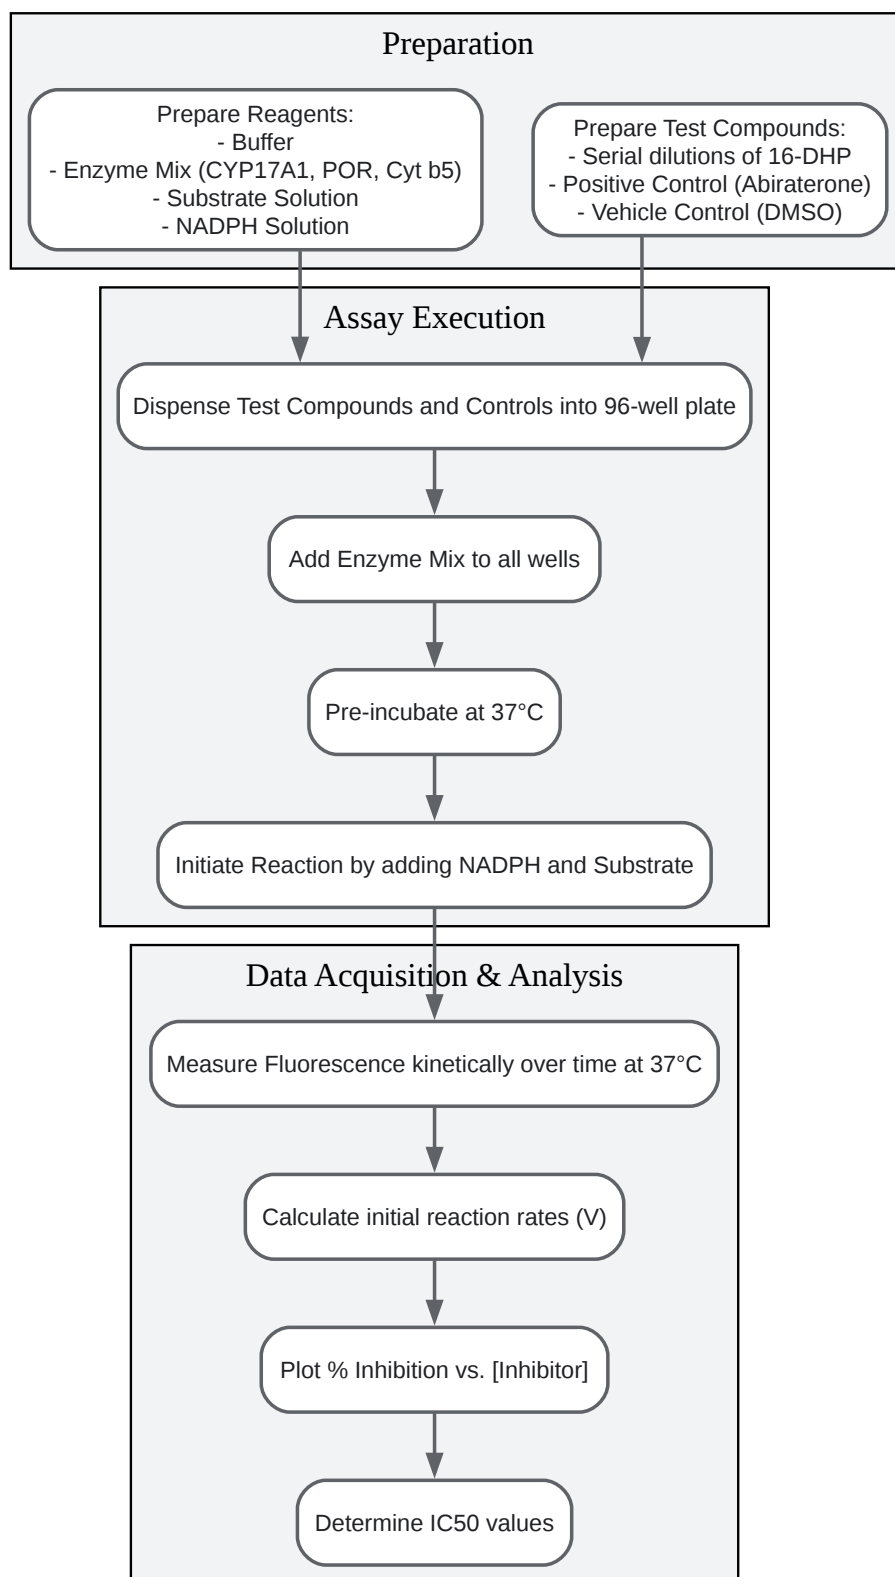 Preparation
Prepare Reagents:
- Buffer
- Enzyme Mix (CYP17A1, POR, Cyt b5)
- Substrate Solution
- NADPH Solution
Prepare Test Compounds:
- Serial dilutions of 16-DHP
- Positive Control (Abiraterone)
- Vehicle Control (DMSO)
Assay Execution
Dispense Test Compounds and Controls into 96-well plate
Add Enzyme Mix to all wells
Pre-incubate at 37°C
Initiate Reaction by adding NADPH and Substrate
Data Acquisition & Analysis
Measure Fluorescence kinetically over time at 37°C
Calculate initial reaction rates (V)
Plot % Inhibition vs. [Inhibitor]
Determine IC50 values